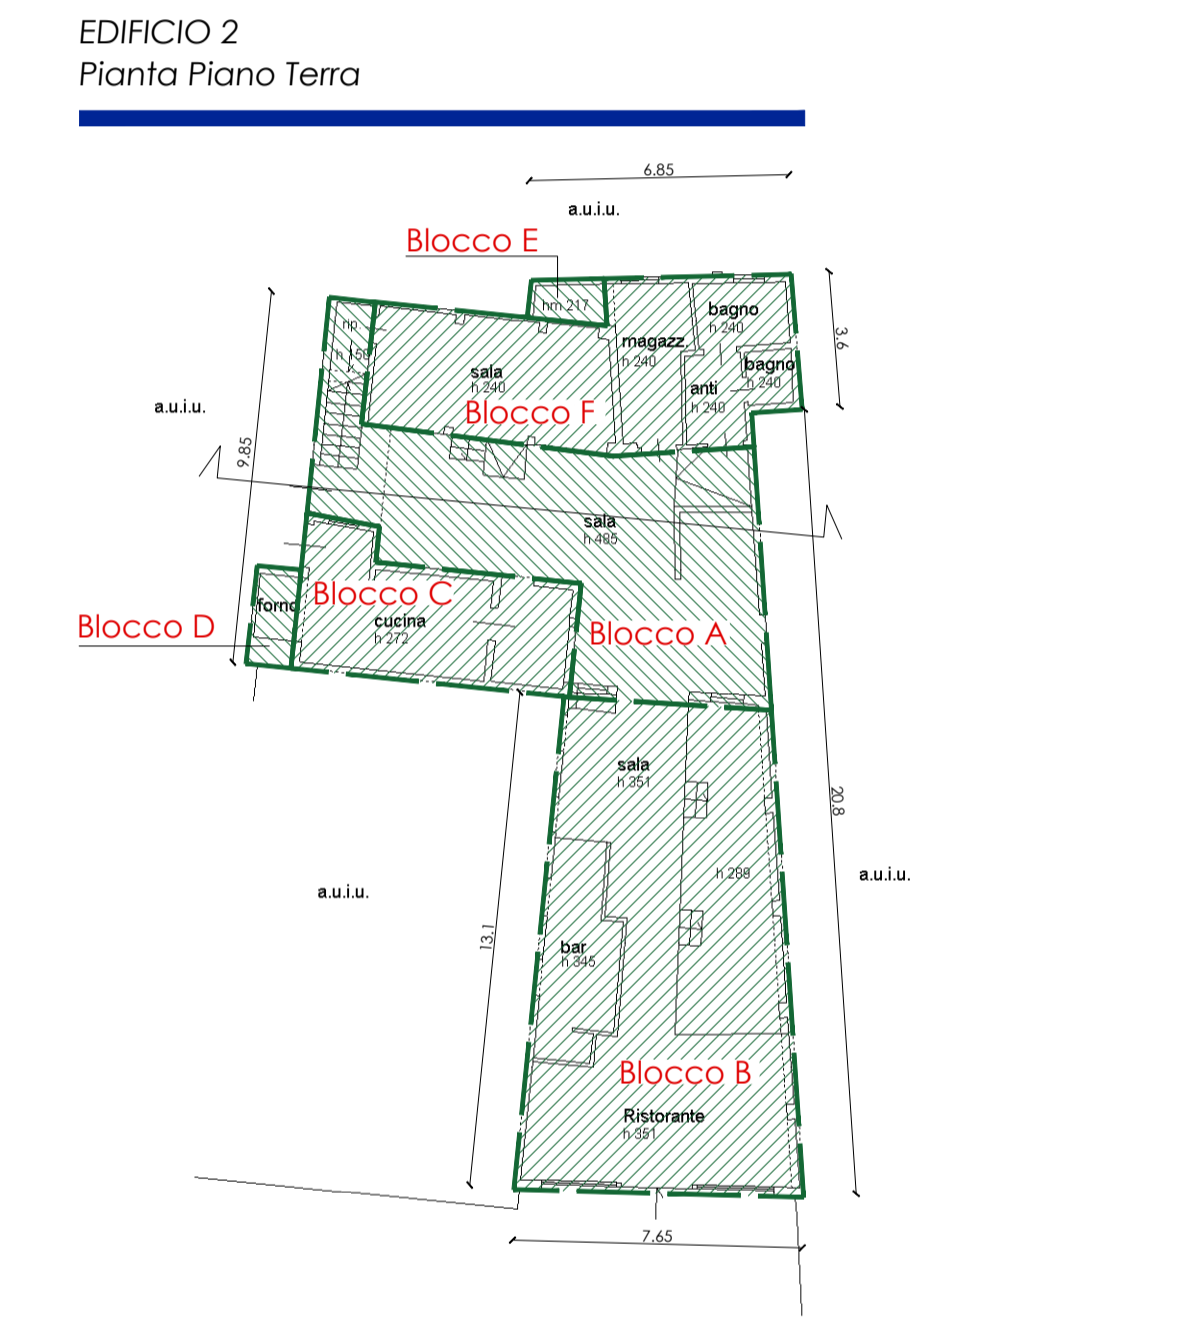 EDIFICIO 2
Pianta Piano Terra
6.85
a.u.i.u.
Blocco E
hm 217
rip
h 150
bagno
h 240
magazz.
h 240
3.6
bagno
h 240
sala
h 240
anti
h 240
Blocco F
a.u.i.u.
9.85
sala
h 485
Blocco C
forno
cucina
h 272
Blocco D
Blocco A
sala
h 351
20.8
h 289
a.u.i.u.
a.u.i.u.
13.1
bar
h 345
Blocco B
Ristorante
h 351
7.65